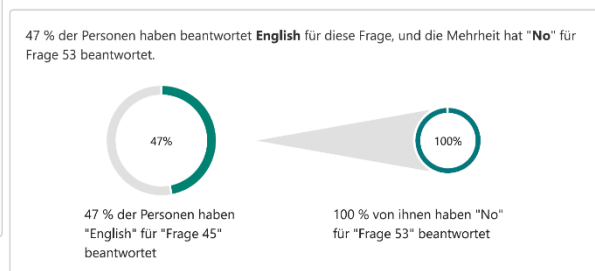 47 % der Personen haben beantwortet English für diese Frage, und die Mehrheit hat "No" für
Frage 53 beantwortet.
47%
100%
47 % der Personen haben
"English" für "Frage 45"
beantwortet
100 % von ihnen haben "No"
für "Frage 53" beantwortet